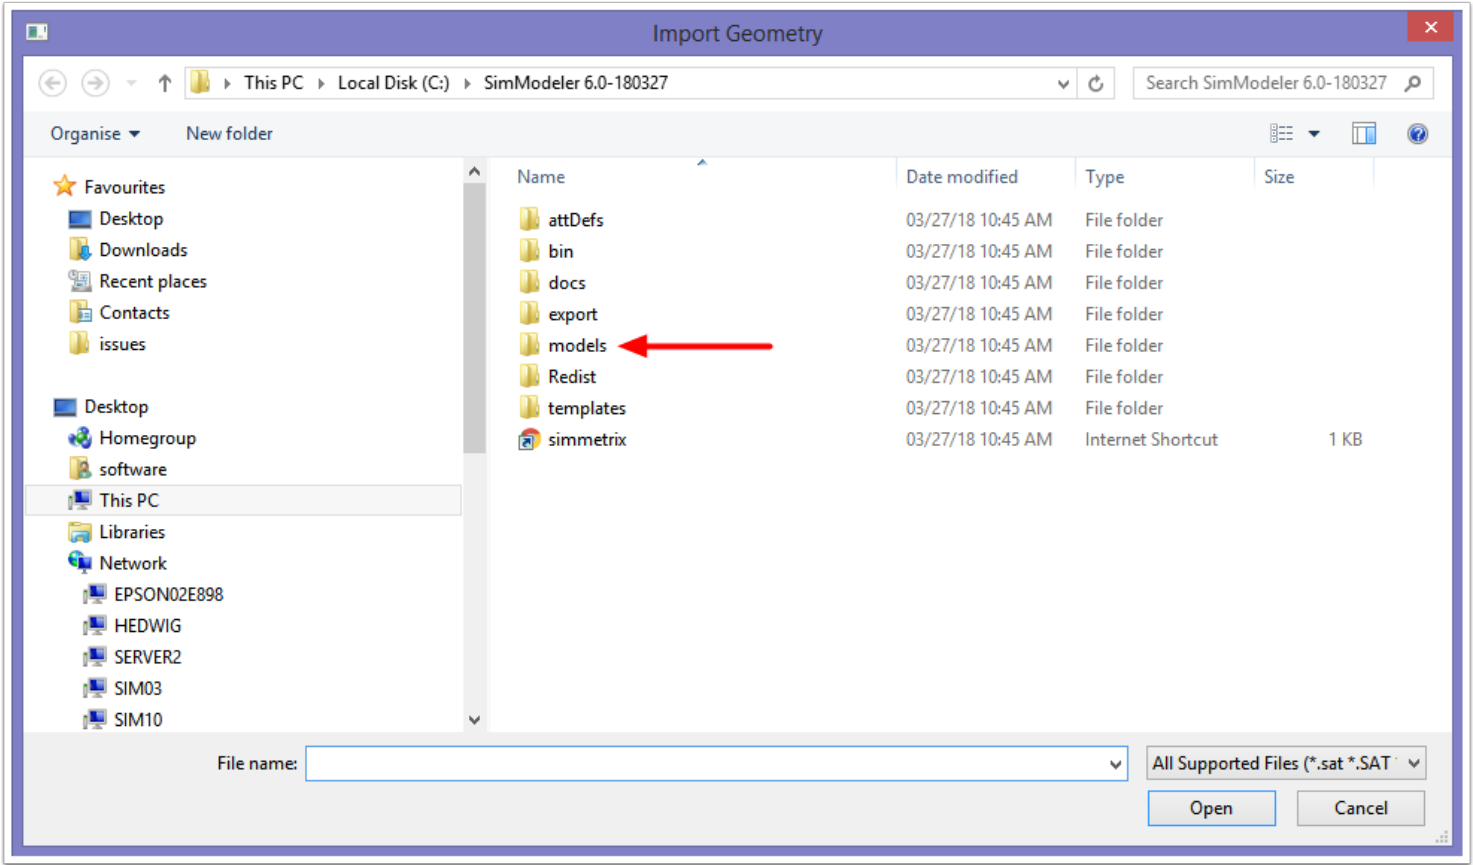 Import Geometry
This PC Local Disk (C:) SimModeler 6.0-180327 Search SimModeler 6.0-180327
Organise New folder
Name Date modified Type Size
Favourites
Desktop
Downloads
Recent places
Contacts
issues
Desktop
Homegroup
software
This PC
Libraries
Network
EPSON02E898
HEDWIG
SERVER2
SIM03
SIM10
attDefs 03/27/18 10:45 AM File folder
bin 03/27/18 10:45 AM File folder
docs 03/27/18 10:45 AM File folder
export 03/27/18 10:45 AM File folder
models 03/27/18 10:45 AM File folder
Redist 03/27/18 10:45 AM File folder
templates 03/27/18 10:45 AM File folder
simmetrix 03/27/18 10:45 AM Internet Shortcut 1 KB
File name: All Supported Files (*.sat *.SAT
Open Cancel